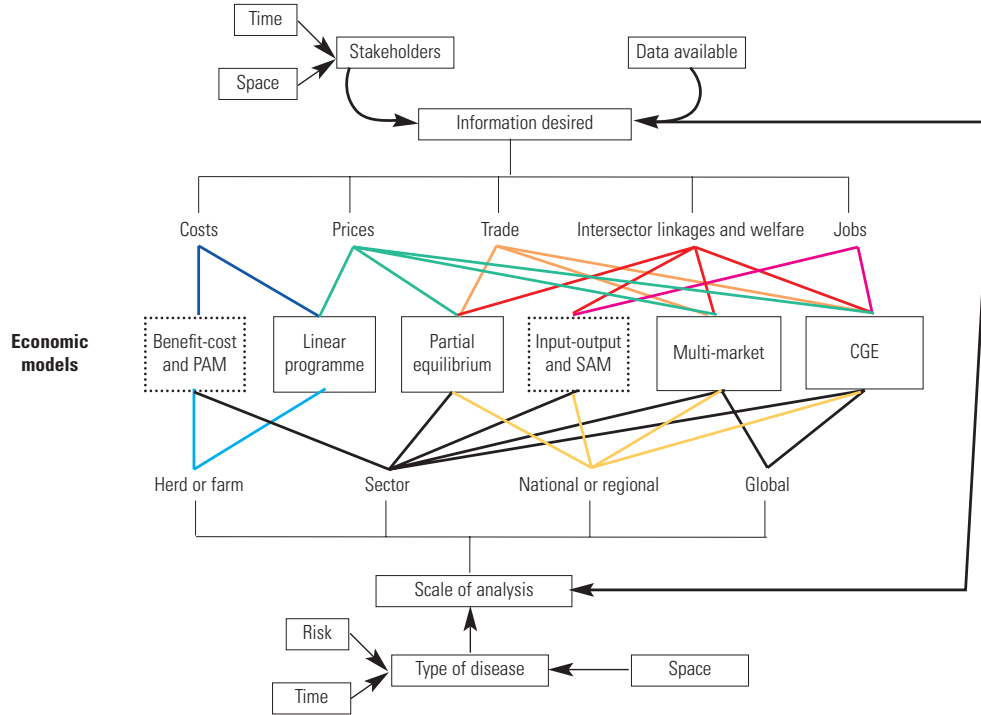 Time
Stakeholders
Data available
Space
Information desired
Costs
Prices
Trade
Intersector linkages and welfare
Jobs
Economic
models
Benefit-cost
and PAM
Linear
programme
Partial
equilibrium
Input-output
and SAM
Multi-market
CGE
Herd or farm
Sector
National or regional
Global
Scale of analysis
Risk
Type of disease
Space
Time